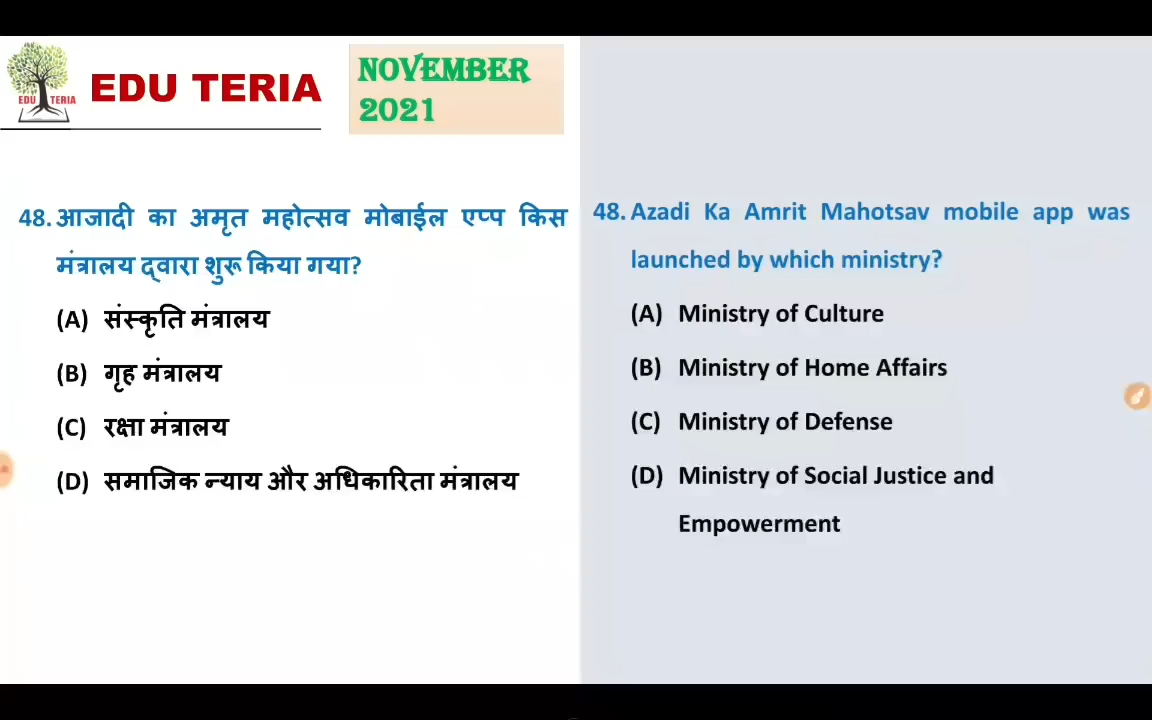 EDU TERIA
EDU TERIA
NOVEMBER
2021
48. आजादी का अमृत महोत्सव मोबाईल एप्प किस
मंत्रालय द्वारा शुरू किया गया?
(A) संस्कृति मंत्रालय
(B) गृह मंत्रालय
(C) रक्षा मंत्रालय
(D) समाजिक न्याय और अधिकारिता मंत्रालय
48. Azadi Ka Amrit Mahotsav mobile app was
launched by which ministry?
(A) Ministry of Culture
(B) Ministry of Home Affairs
(C) Ministry of Defense
(D) Ministry of Social Justice and
Empowerment